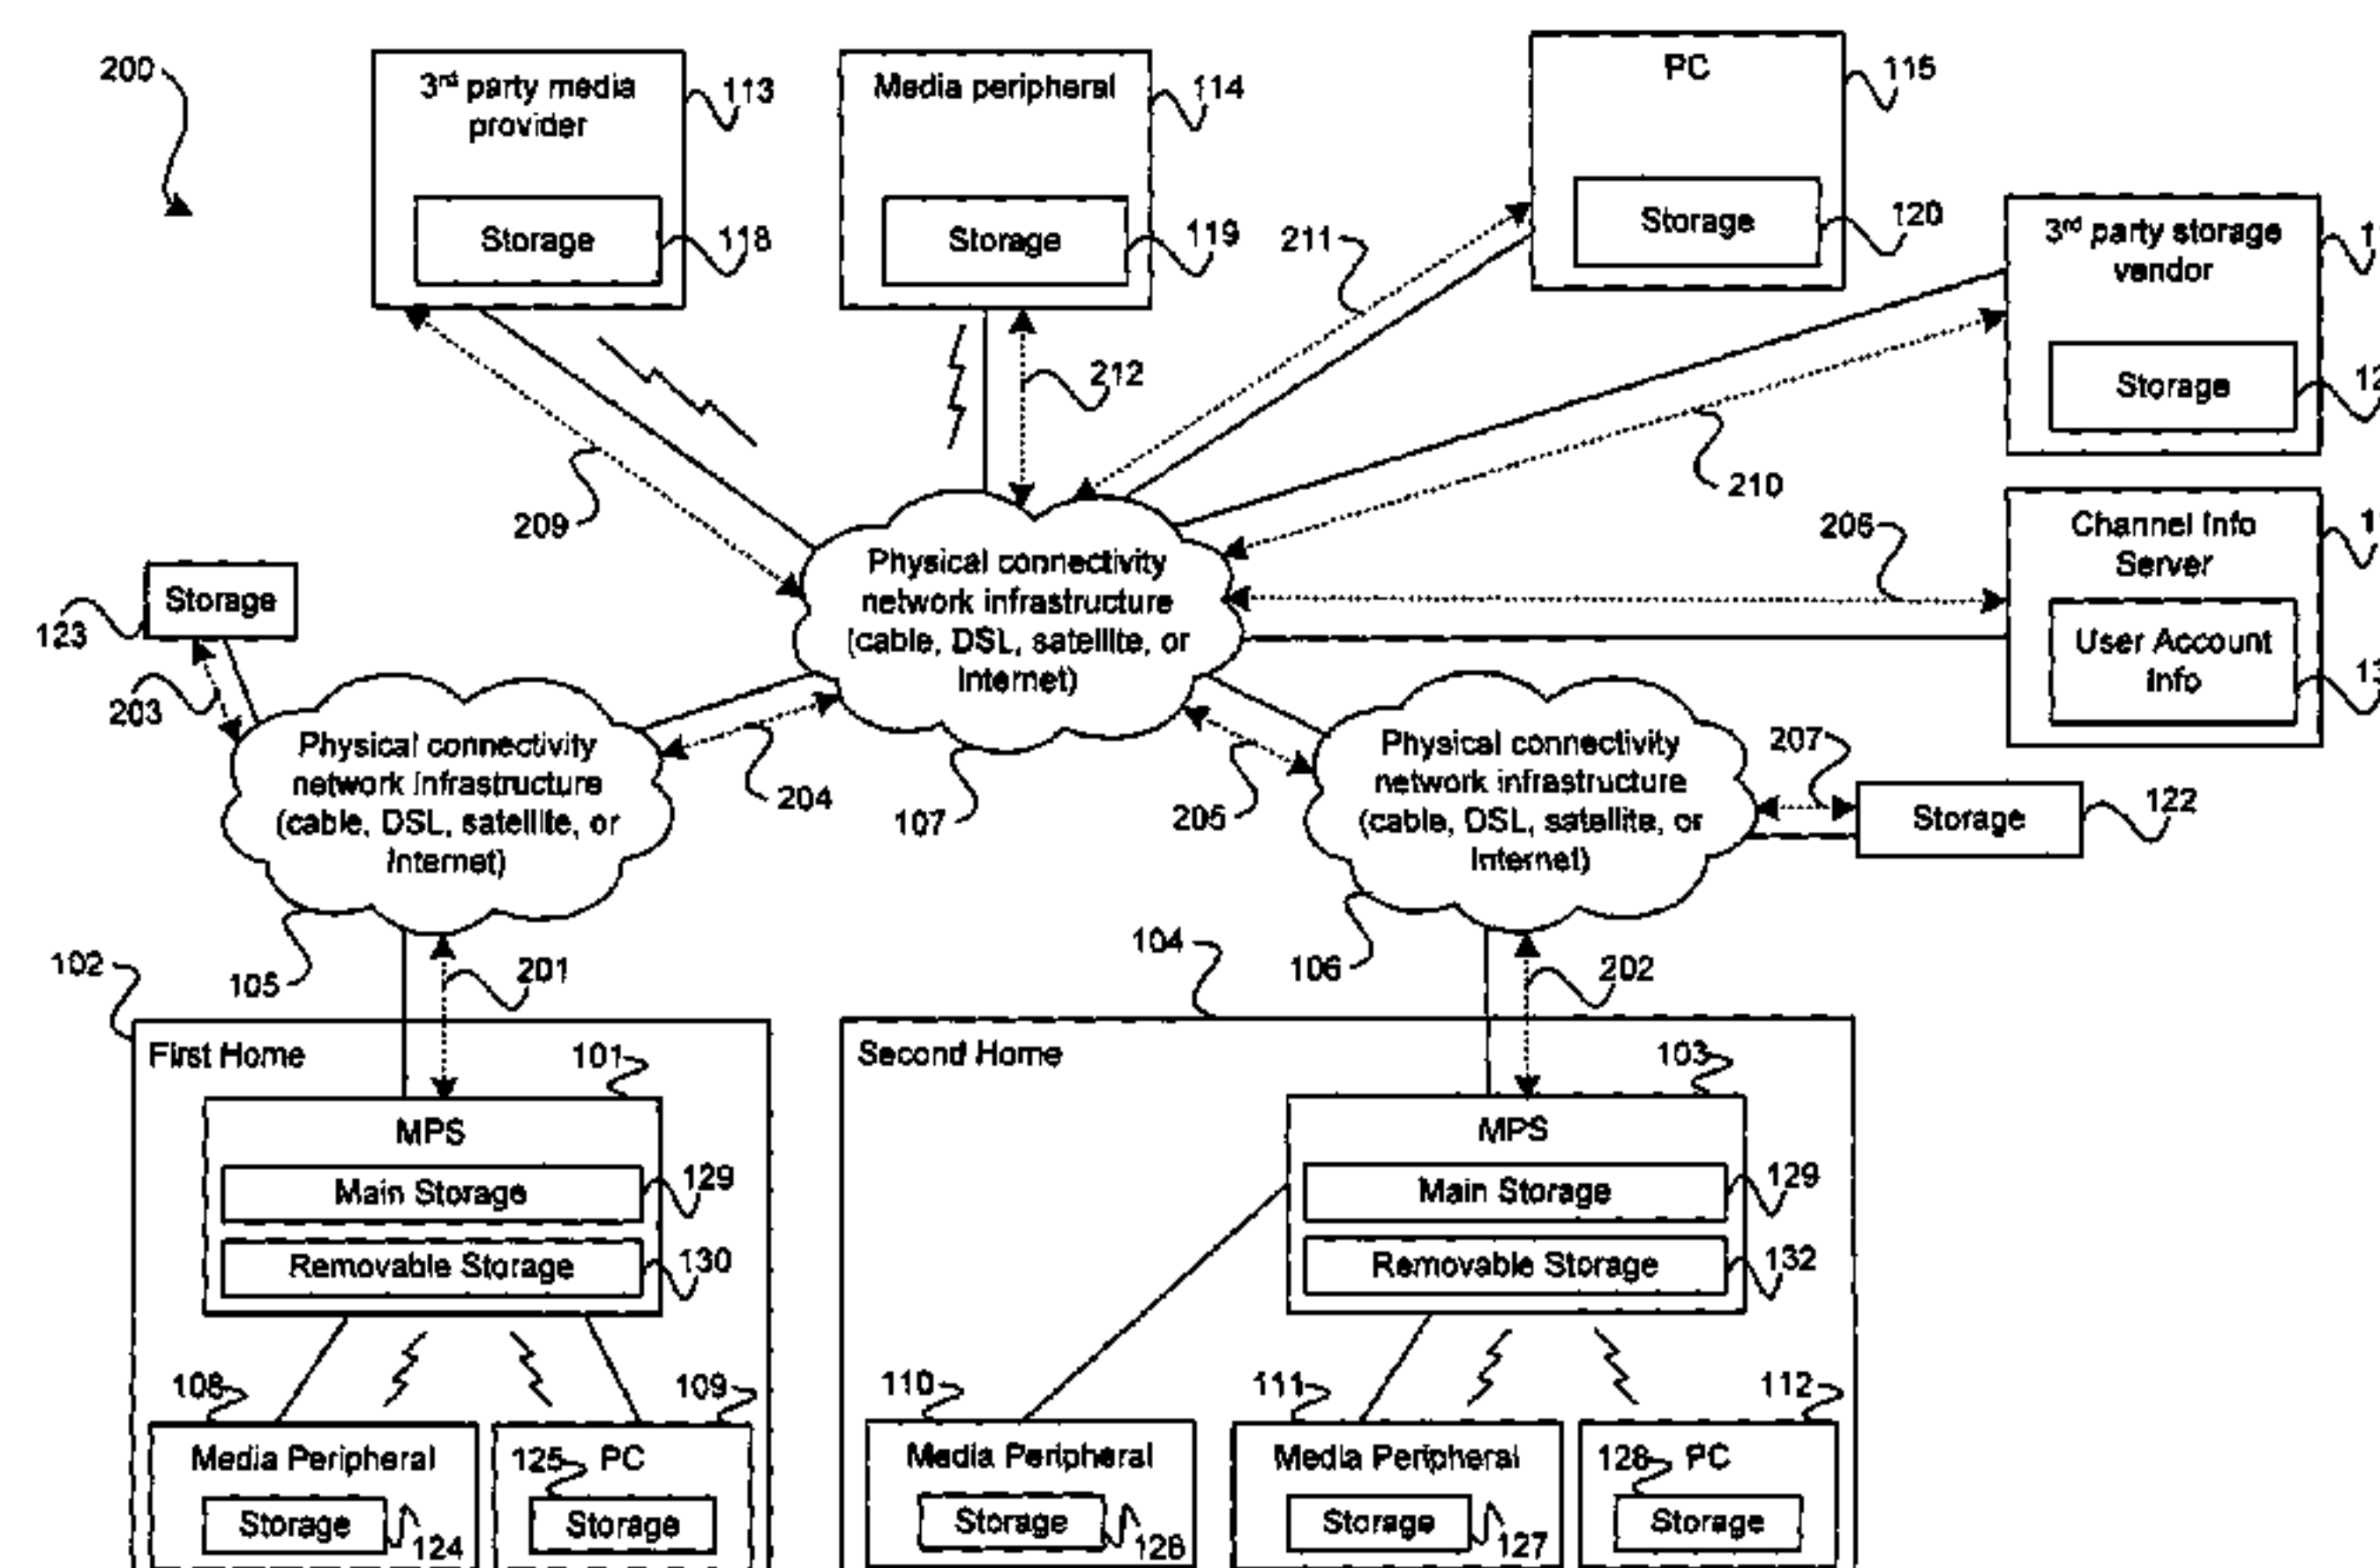 200
3rd party media
provider
113
Storage
118
Media peripheral
114
Storage
119
PC
115
Storage
120
3rd party storage
vendor
Storage
211
212
209
210
206
Channel Info
Server
User Account
Info
Physical connectivity
network infrastructure
(cable, DSL, satellite, or
Internet)
107
Storage
123
203
Physical connectivity
network infrastructure
(cable, DSL, satellite, or
Internet)
204
105
201
205
Physical connectivity
network infrastructure
(cable, DSL, satellite, or
Internet)
207
Storage
122
106
202
102
First Home
101
MPS
Main Storage
129
Removable Storage
130
108
Media Peripheral
Storage
124
109
125
PC
Storage
104
Second Home
103
MPS
Main Storage
129
Removable Storage
132
110
Media Peripheral
Storage
126
111
Media Peripheral
Storage
127
112
128
PC
Storage